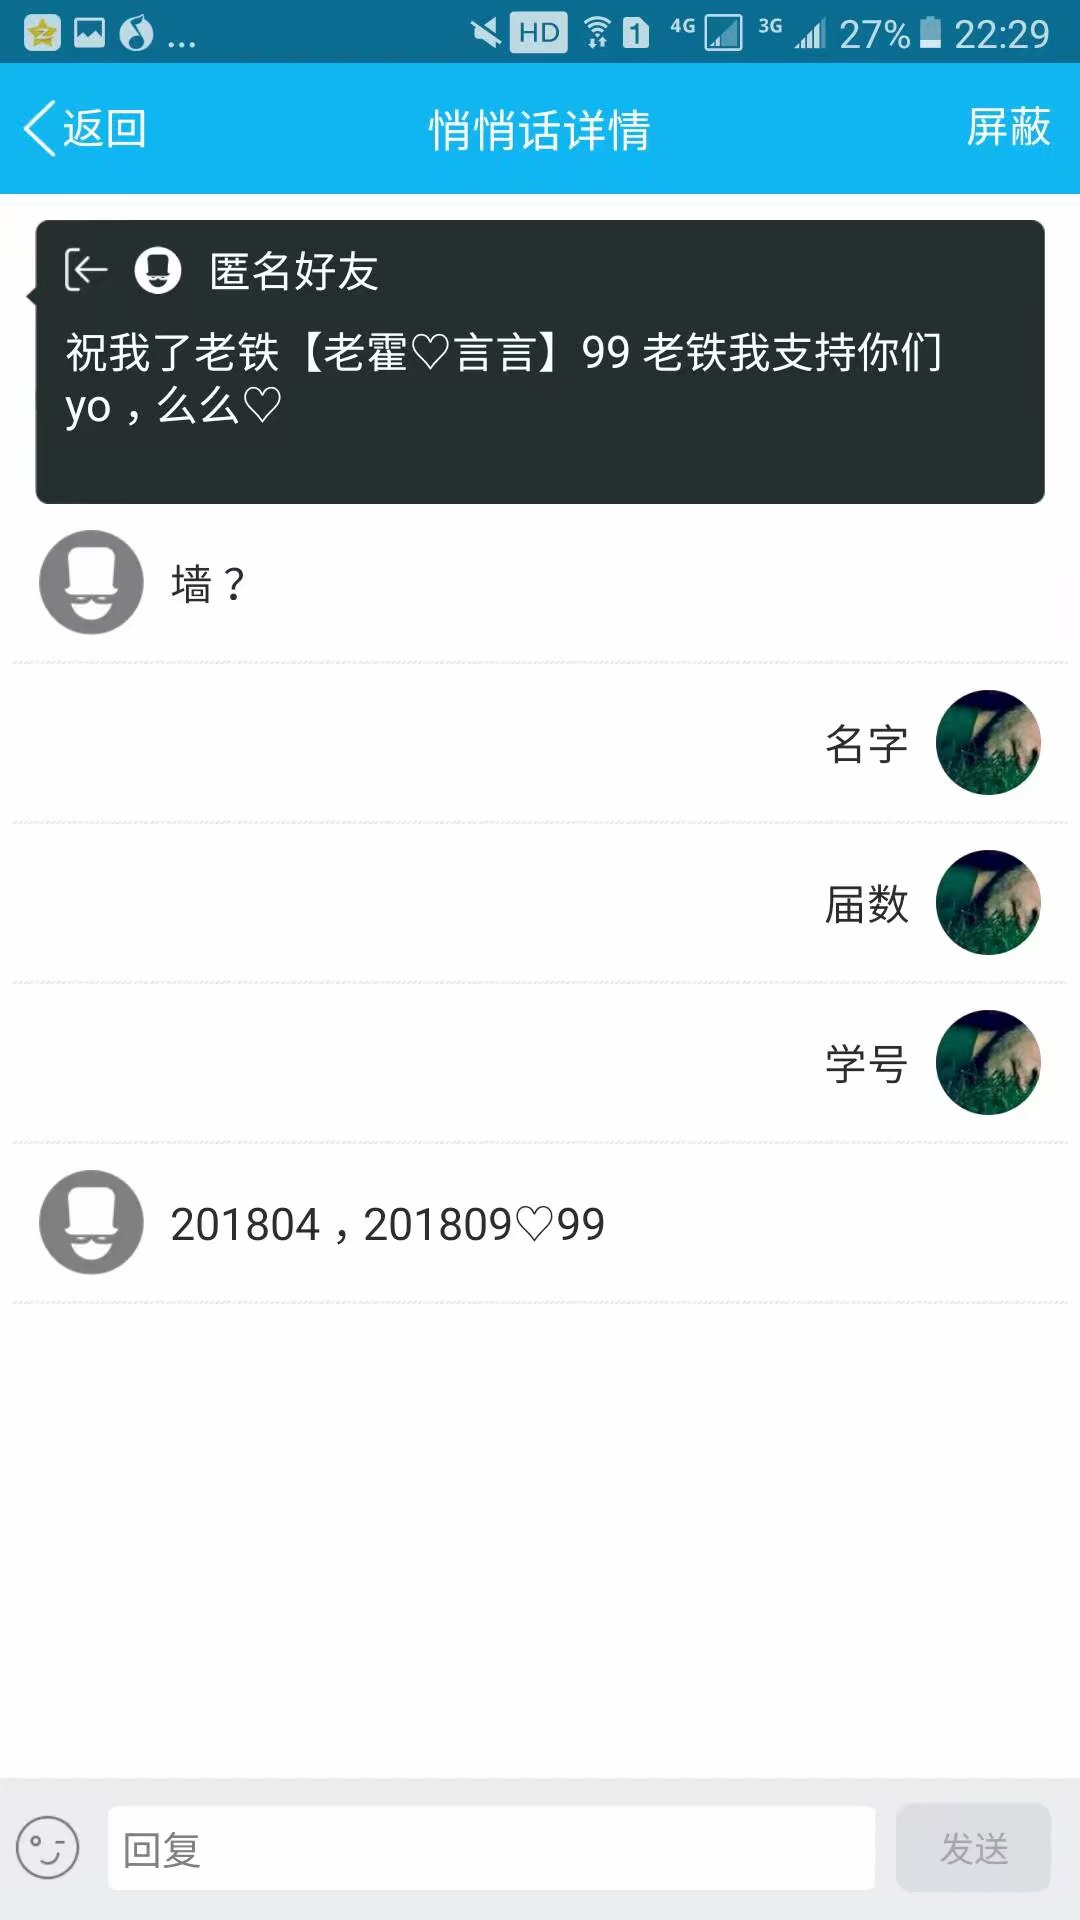 ... HD 1 4G 3G 27% 22:29
返回 悄悄话详情 屏蔽
匿名好友
祝我了老铁【老霍♡言言】99 老铁我支持你们
yo，么么♡
墙？
名字
届数
学号
201804，201809♡99
回复 发送